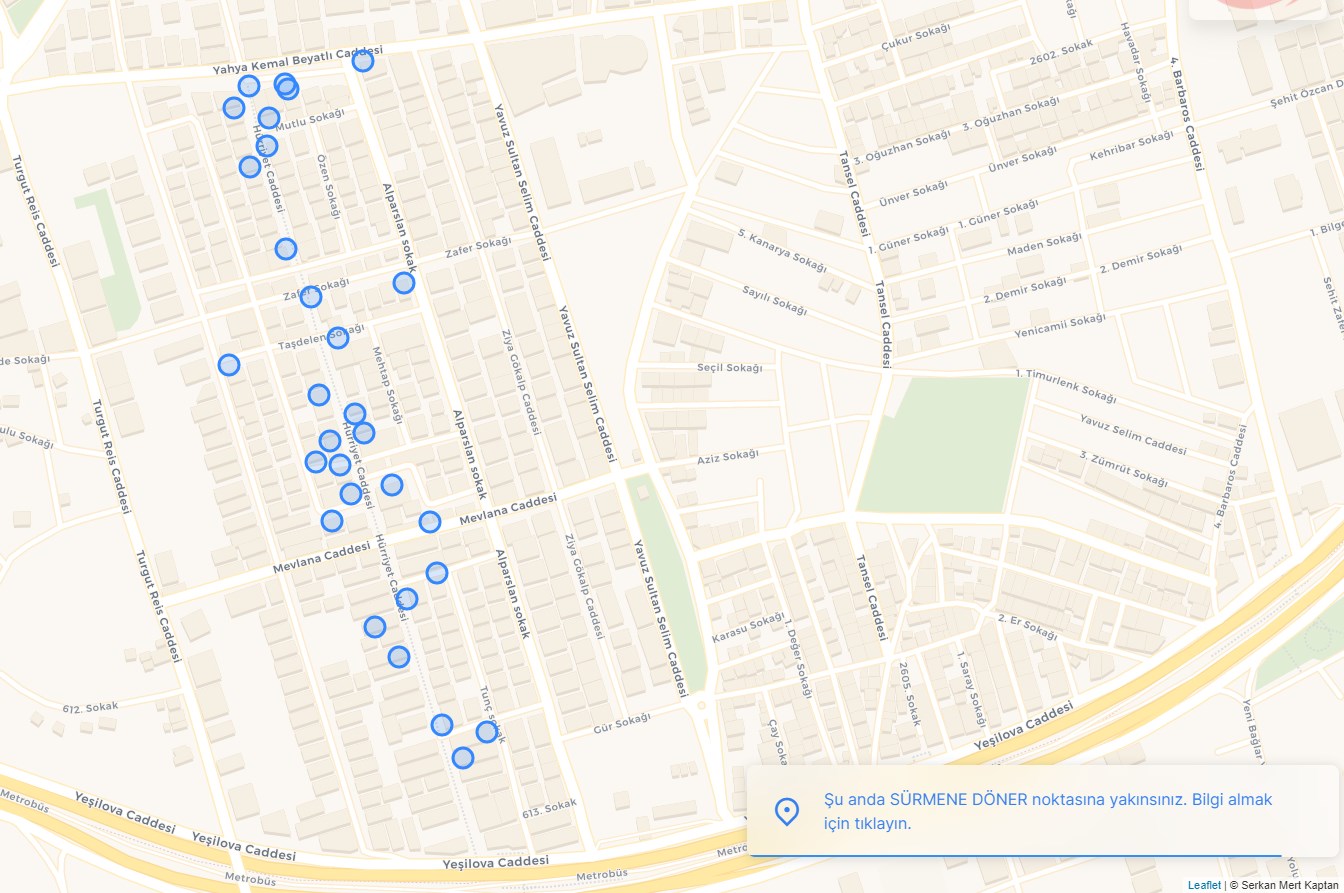 Çukur Sokağı
2602. Sokak
Havadar Sokağı
4. Barbaros Caddesi
Yahya Kemal Beyatlı Caddesi
Şehit Özcan D
Mutlu Sokağı
3. Oğuzhan Sokağı
3. Oğuzhan Sokağı
Kehribar Sokağı
Ünver Sokağı
Ünver Sokağı
Hürriyet Caddesi
Özen Sokağı
Yavuz Sultan Selim Caddesi
Tansel Caddesi
Turgut Reis Caddesi
Alparslan sokak
1. Güner Sokağı
1. Güner Sokağı
5. Kanarya Sokağı
Maden Sokağı
1. Bilge
Zafer Sokağı
Zafer Sokağı
2. Demir Sokağı
2. Demir Sokağı
Sayılı Sokağı
Tansel Caddesi
Şehit Zafe
Yenicamii Sokağı
Taşdelen Sokağı
Mehtap Sokağı
Ziya Gökalp Caddesi
Yavuz Sultan Selim Caddesi
de Sokağı
Seçil Sokağı
1. Timurlenk Sokağı
Turgut Reis Caddesi
Alparslan sokak
ulu Sokağı
Hürriyet Caddesi
Yavuz Selim Caddesi
Aziz Sokağı
3. Zümrüt Sokağı
4. Barbaros Caddesi
Mevlana Caddesi
Mevlana Caddesi
Hürriyet Caddesi
Alparslan sokak
Ziya Gökalp Caddesi
Yavuz Sultan Selim Caddesi
Turgut Reis Caddesi
Tansel Caddesi
Karasu Sokağı
1. Değer Sokağı
2. Er Sokağı
2605. Sokak
1. Saray Sokağı
612. Sokak
Tunç sokak
Gür Sokağı
Çay Soka
Yeşilova Caddesi
Yeni Bağlar
Şu anda SÜRMENE DÖNER noktasına yakınsınız. Bilgi almak
için tıklayın.
Metrobüs
Yeşilova Caddesi
Yeşilova Caddesi
613. Sokak
Yeşilova Caddesi
Metrobüs
Metrobüs
Metro
Yolu
Leaflet | © Serkan Mert Kaptan